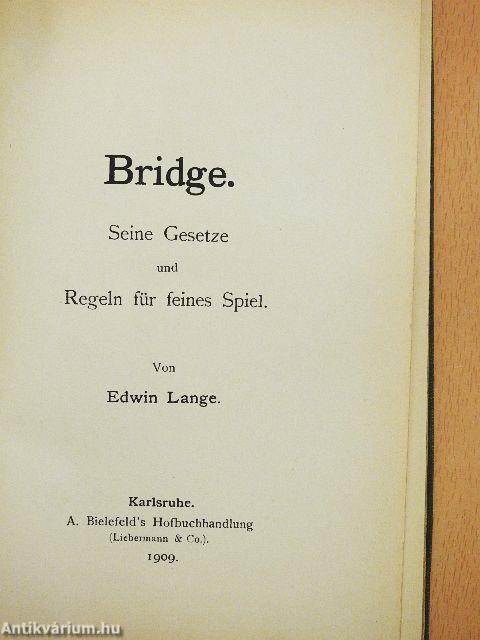 Bridge.
Seine Gesetze
und
Regeln für feines Spiel.
Von
Edwin Lange.
Karlsruhe.
A. Bielefeld's Hofbuchhandlung
(Liebermann & Co.).
1909.
Antikvárium.hu